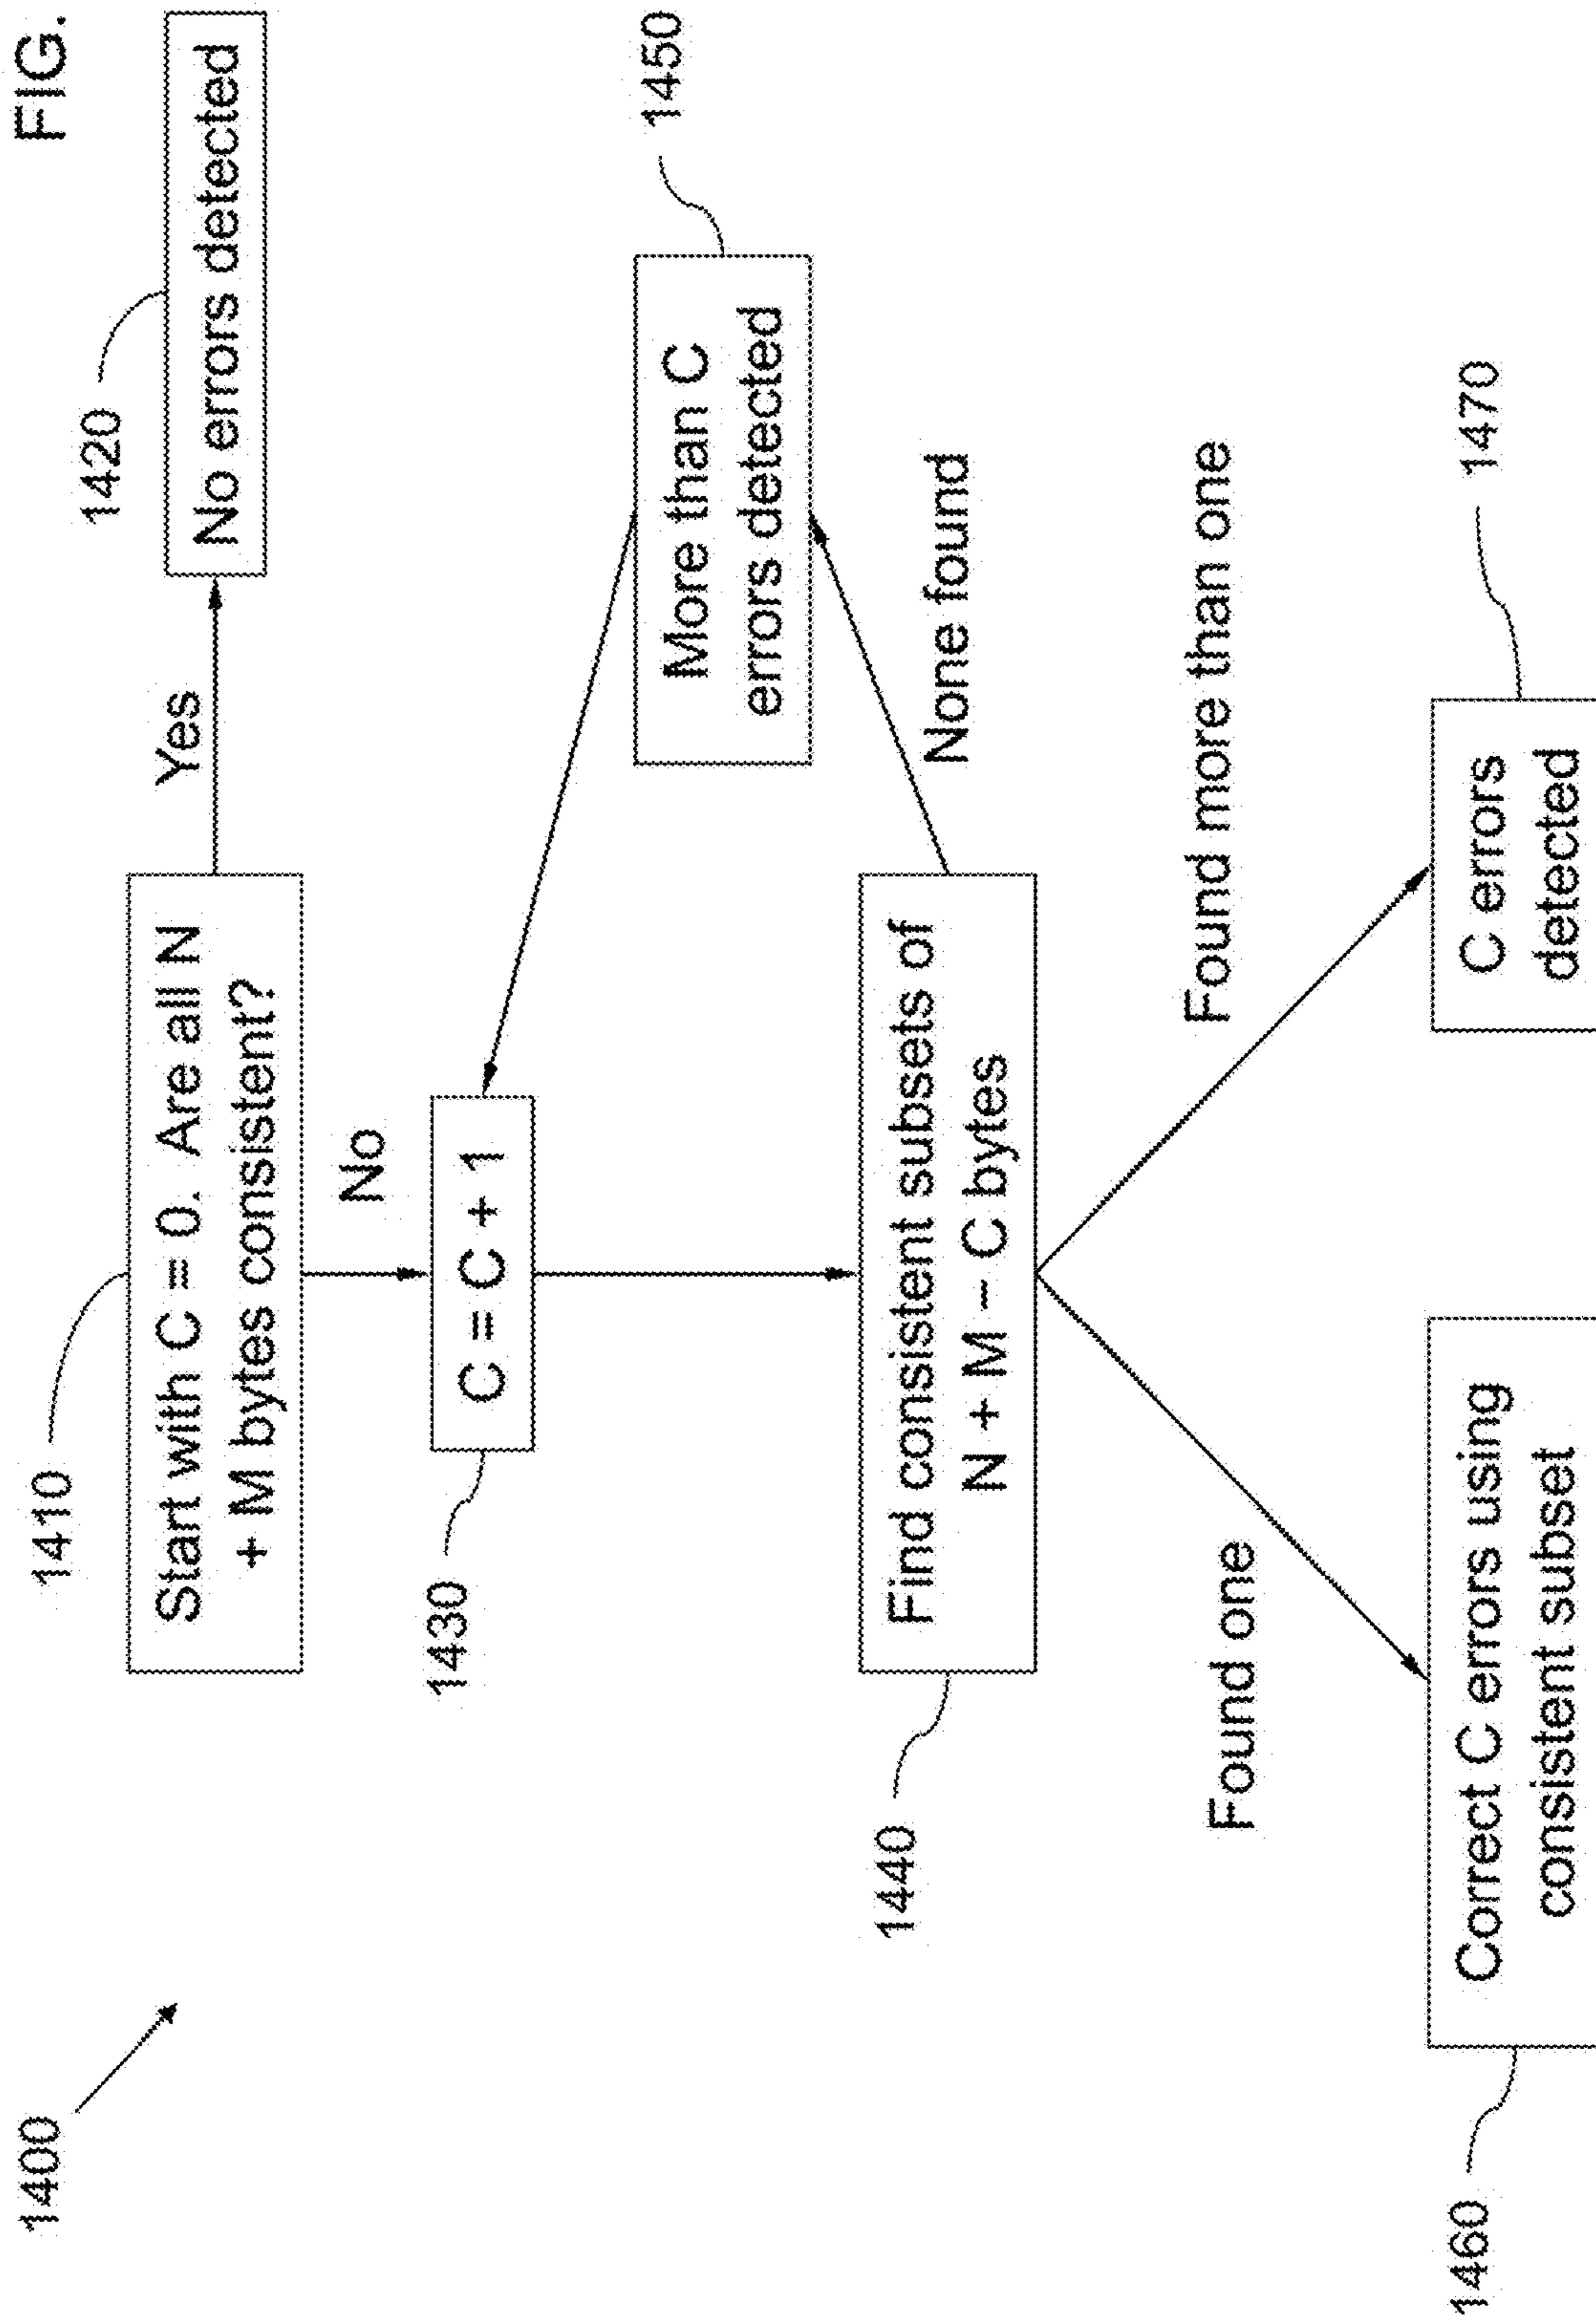 FIG.
1400
1410
1420
Start with C = 0. Are all N
+ M bytes consistent?
Yes
No errors detected
No
1430
C = C + 1
1450
More than C
errors detected
1440
Find consistent subsets of
N + M – C bytes
None found
Found one
Found more than one
1460
Correct C errors using
consistent subset
1470
C errors
detected